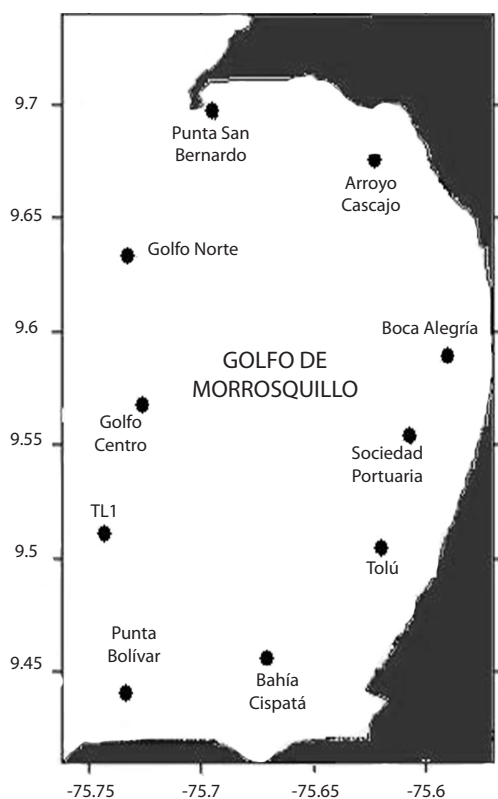 9.7
Punta San
Bernardo
Arroyo
Cascajo
9.65
Golfo Norte
9.6
Boca Alegría
GOLFO DE
MORROSQUILLO
Golfo
Centro
9.55
Sociedad
Portuaria
TL1
9.5
Tolú
Punta
Bolívar
9.45
Bahía
Cispatá
-75.75
-75.7
-75.65
-75.6